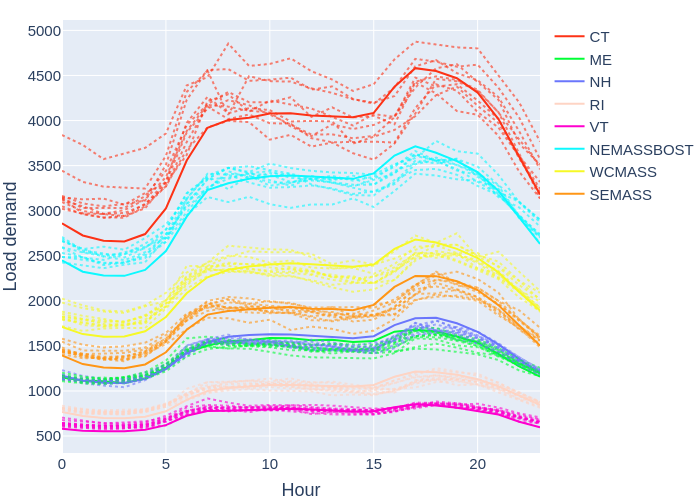 5000
4500
4000
3500
3000
2500
2000
1500
1000
500
0
5
10
15
20
Load demand
Hour
CT
ME
NH
RI
VT
NEMASSBOST
WCMASS
SEMASS